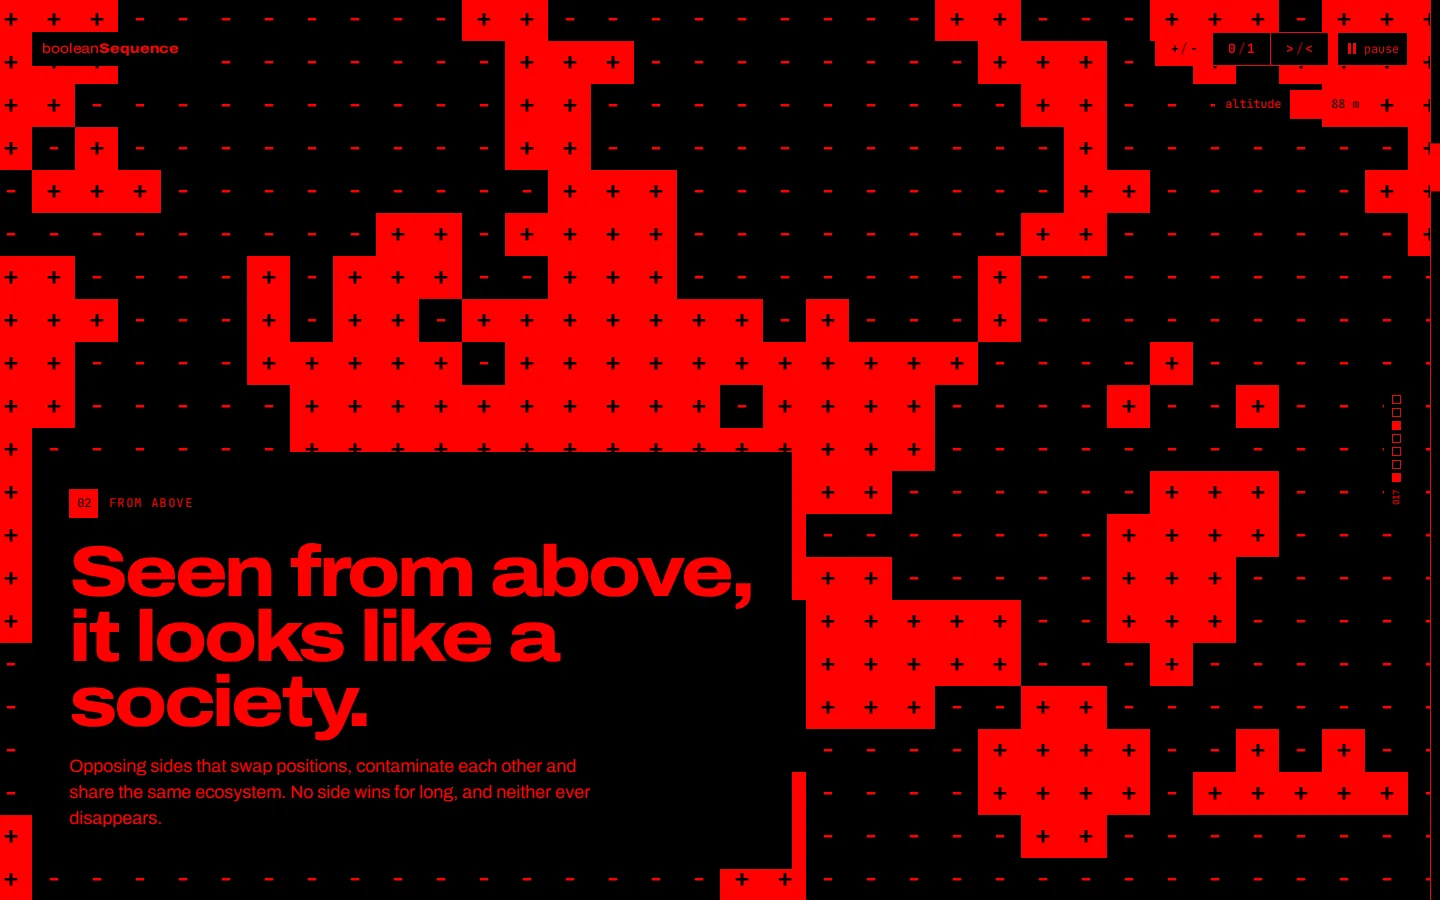 booleanSequence
+/- 0/1 >/< pause
altitude 88 m
017
02 FROM ABOVE
Seen from above,
it looks like a
society.
Opposing sides that swap positions, contaminate each other and
share the same ecosystem. No side wins for long, and neither ever
disappears.